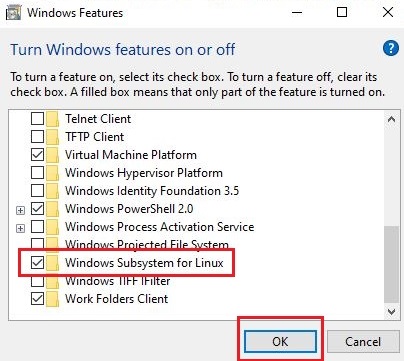 Windows Features
Turn Windows features on or off
?
To turn a feature on, select its check box. To turn a feature off, clear its
check box. A filled box means that only part of the feature is turned on.
Telnet Client
TFTP Client
Virtual Machine Platform
Windows Hypervisor Platform
Windows Identity Foundation 3.5
Windows PowerShell 2.0
Windows Process Activation Service
Windows Projected File System
Windows Subsystem for Linux
Windows TIFF IFilter
Work Folders Client
OK
Cancel